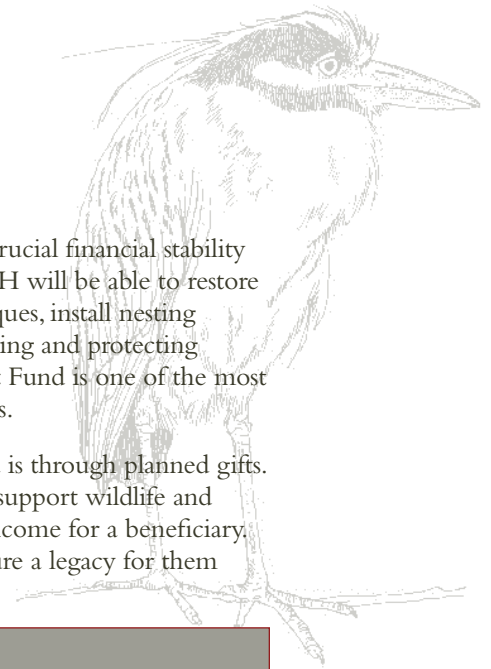 rucial financial stability
H will be able to restore
ques, install nesting
ing and protecting
Fund is one of the most
s.
is through planned gifts.
support wildlife and
come for a beneficiary.
re a legacy for them